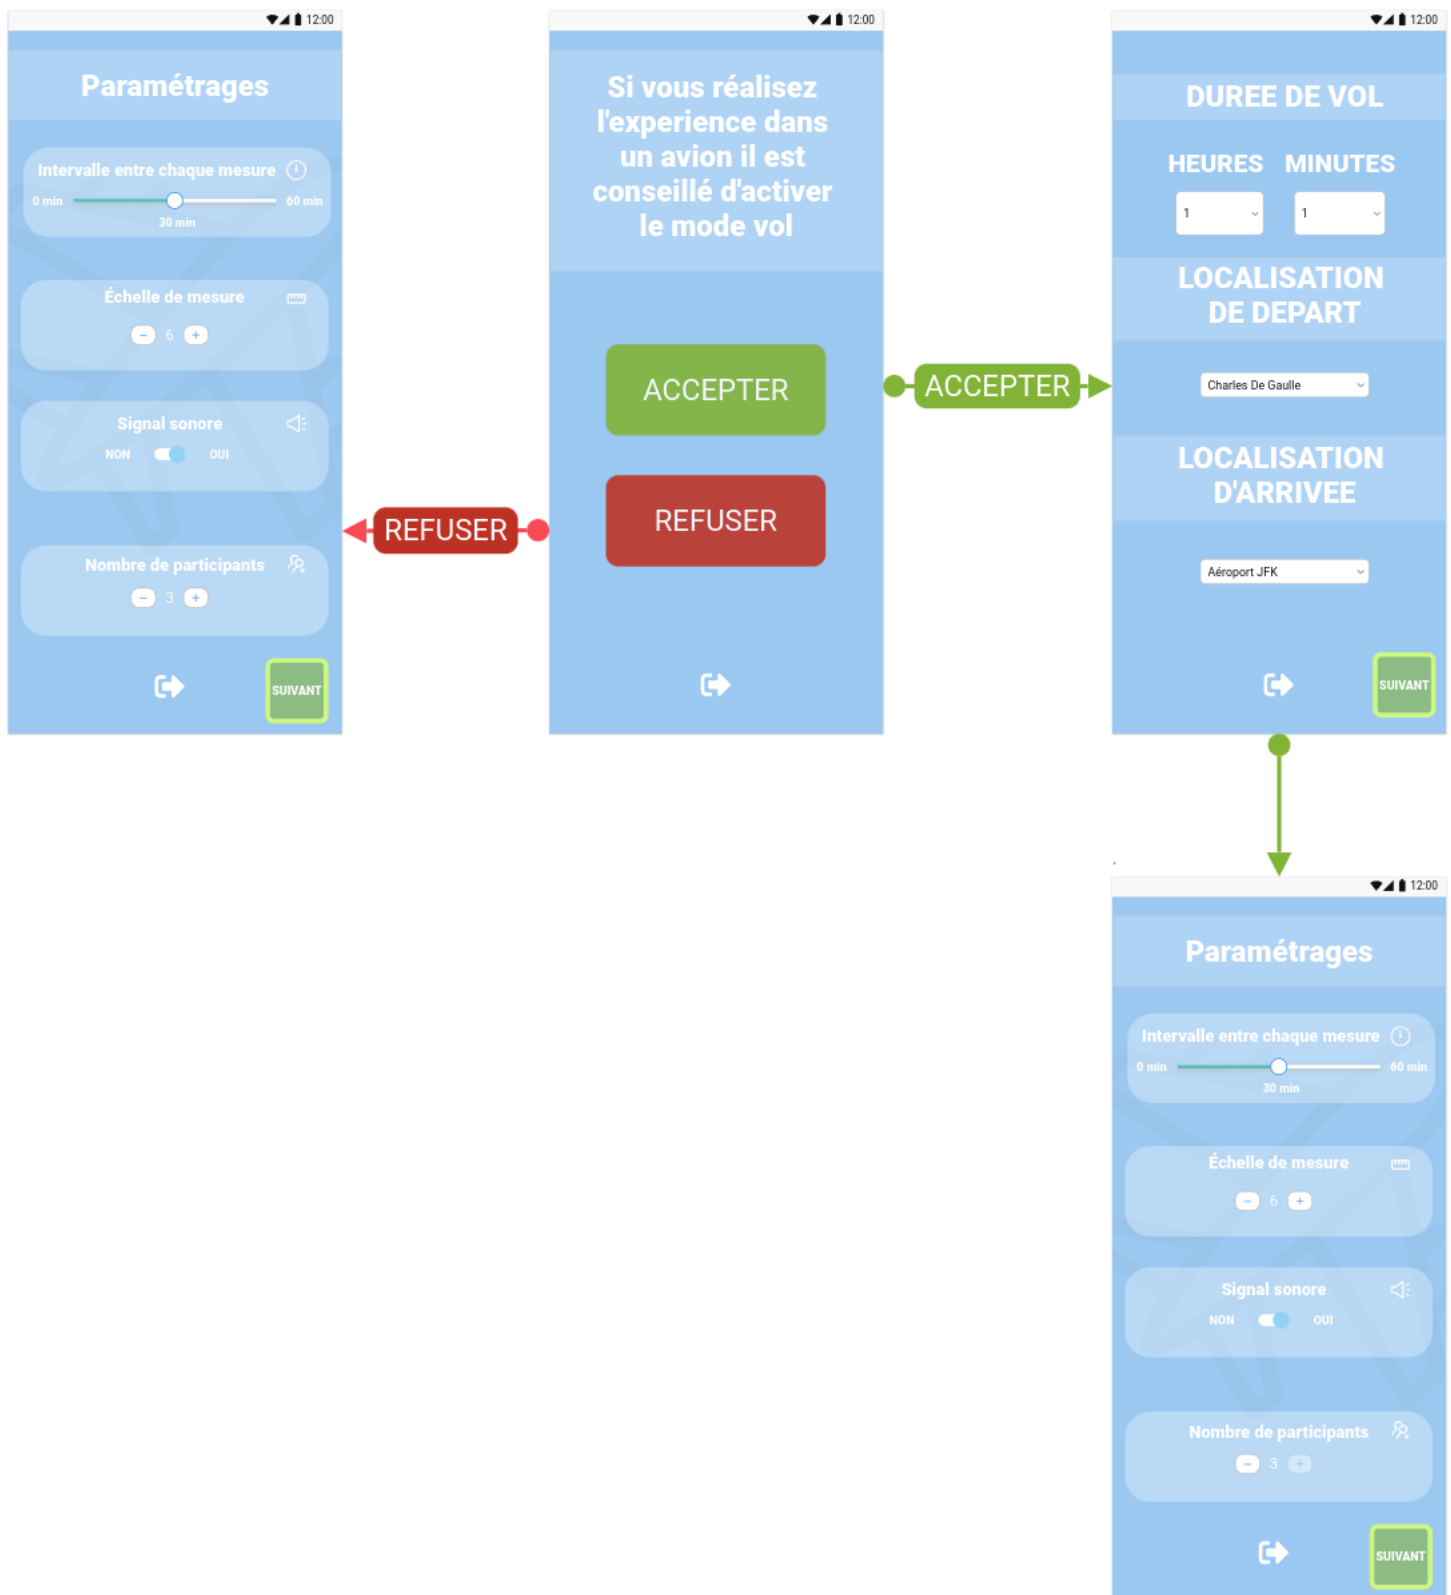 12:00
Paramétrages
Intervalle entre chaque mesure
0 min
60 min
30 min
Échelle de mesure
- 6 +
Signal sonore
NON
OUI
Nombre de participants
- 3 +
SUIVANT
REFUSER
12:00
Si vous réalisez
l'experience dans
un avion il est
conseillé d'activer
le mode vol
ACCEPTER
REFUSER
ACCEPTER
12:00
DUREE DE VOL
HEURES MINUTES
1
1
LOCALISATION
DE DEPART
Charles De Gaulle
LOCALISATION
D'ARRIVEE
Aéroport JFK
SUIVANT
.
12:00
Paramétrages
Intervalle entre chaque mesure
0 min
60 min
30 min
Échelle de mesure
- 6 +
Signal sonore
NON
OUI
Nombre de participants
- 3 +
SUIVANT